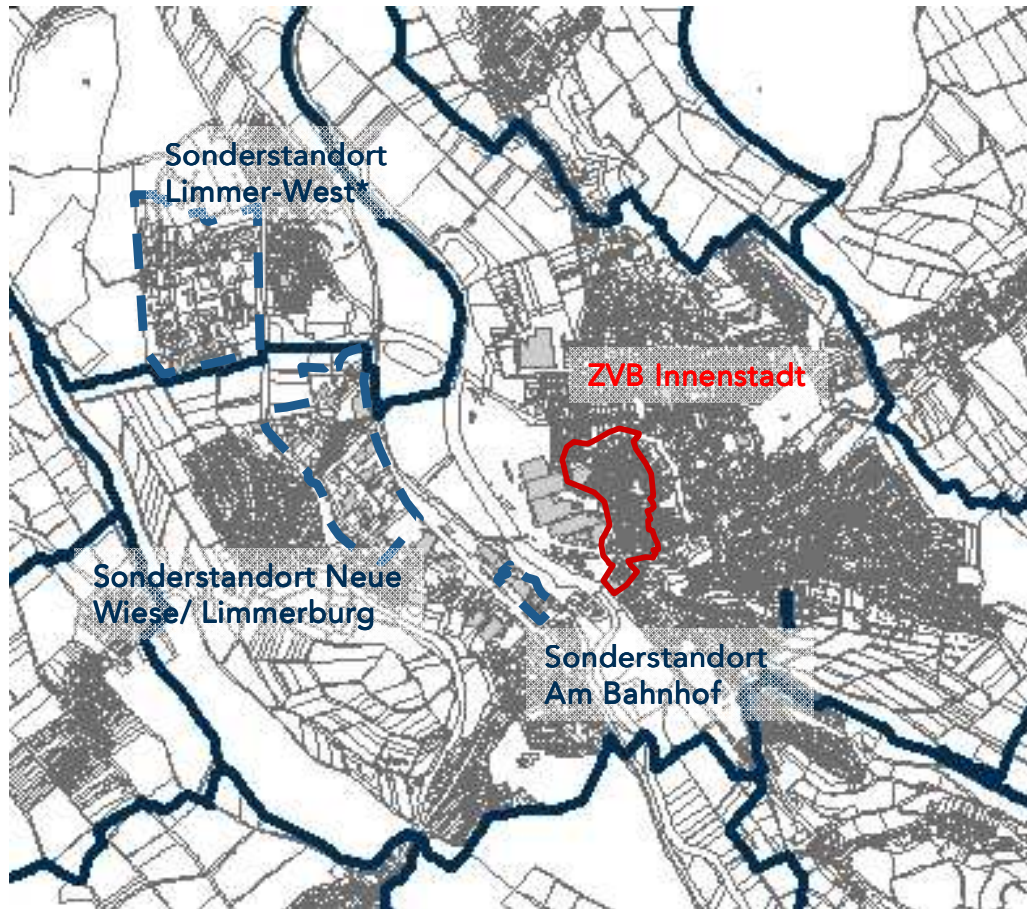 Sonderstandort
Limmer-West*
ZVB Innenstadt
Sonderstandort Neue
Wiese/ Limmerburg
Sonderstandort
Am Bahnhof